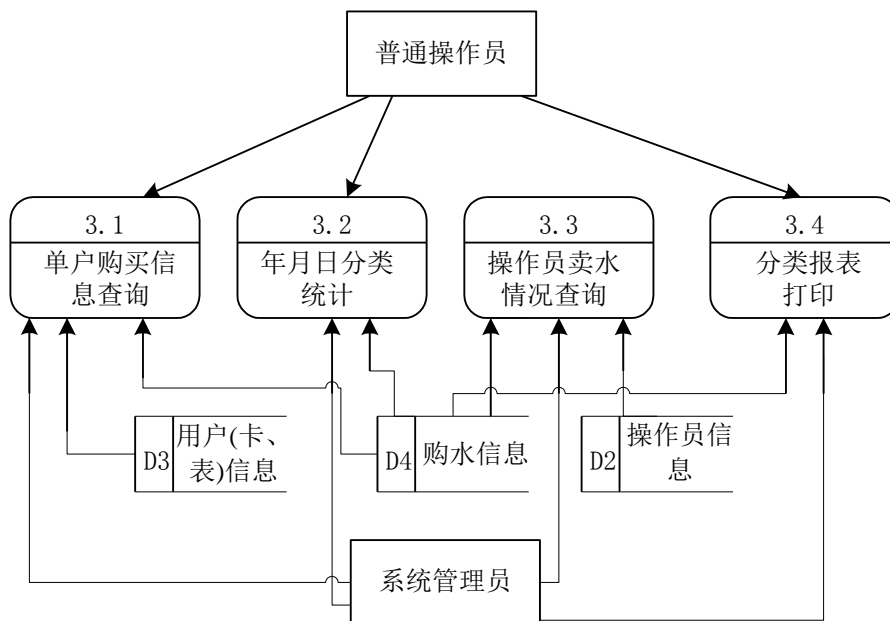 普通操作员
3.1
单户购买信
息查询
3.2
年月日分类
统计
3.3
操作员卖水
情况查询
3.4
分类报表
打印
D3
用户(卡、
表)信息
D4
购水信息
D2
操作员信
息
系统管理员